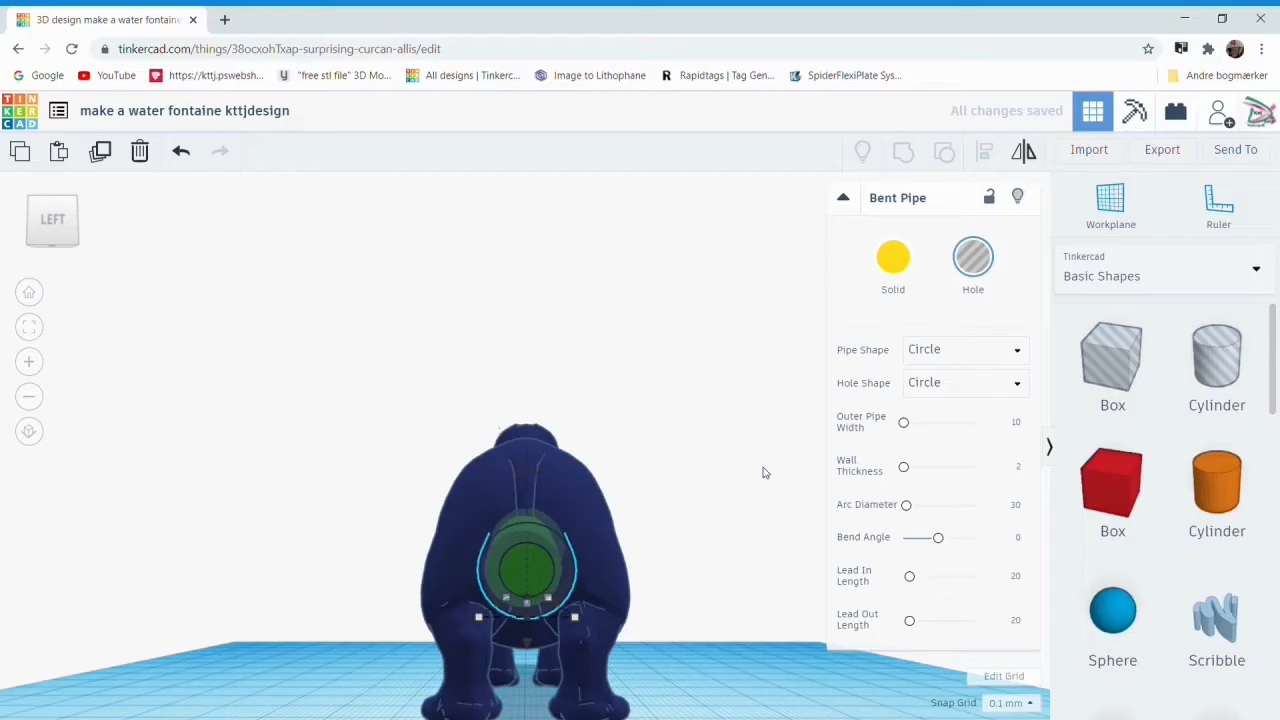 3D design make a water fontaine
tinkercad.com/things/38ocxohTxap-surprising-curcan-allis/edit
Google
YouTube
https://kttj.pswebsh...
"free stl file" 3D Mo...
All designs | Tinkerc...
Image to Lithophane
Rapidtags | Tag Gen...
SpiderFlexiPlate Sys...
Andre bogmærker
TIN
KER
CAD
make a water fontaine kttjdesign
All changes saved
Import
Export
Send To
LEFT
Bent Pipe
Workplane
Ruler
Solid
Hole
Tinkercad
Basic Shapes
Pipe Shape
Circle
Hole Shape
Circle
Outer Pipe
Width
10
Wall
Thickness
2
Arc Diameter
30
Bend Angle
0
Lead In
Length
20
Lead Out
Length
20
Box
Cylinder
Box
Cylinder
Sphere
Scribble
Edit Grid
Snap Grid
0.1 mm